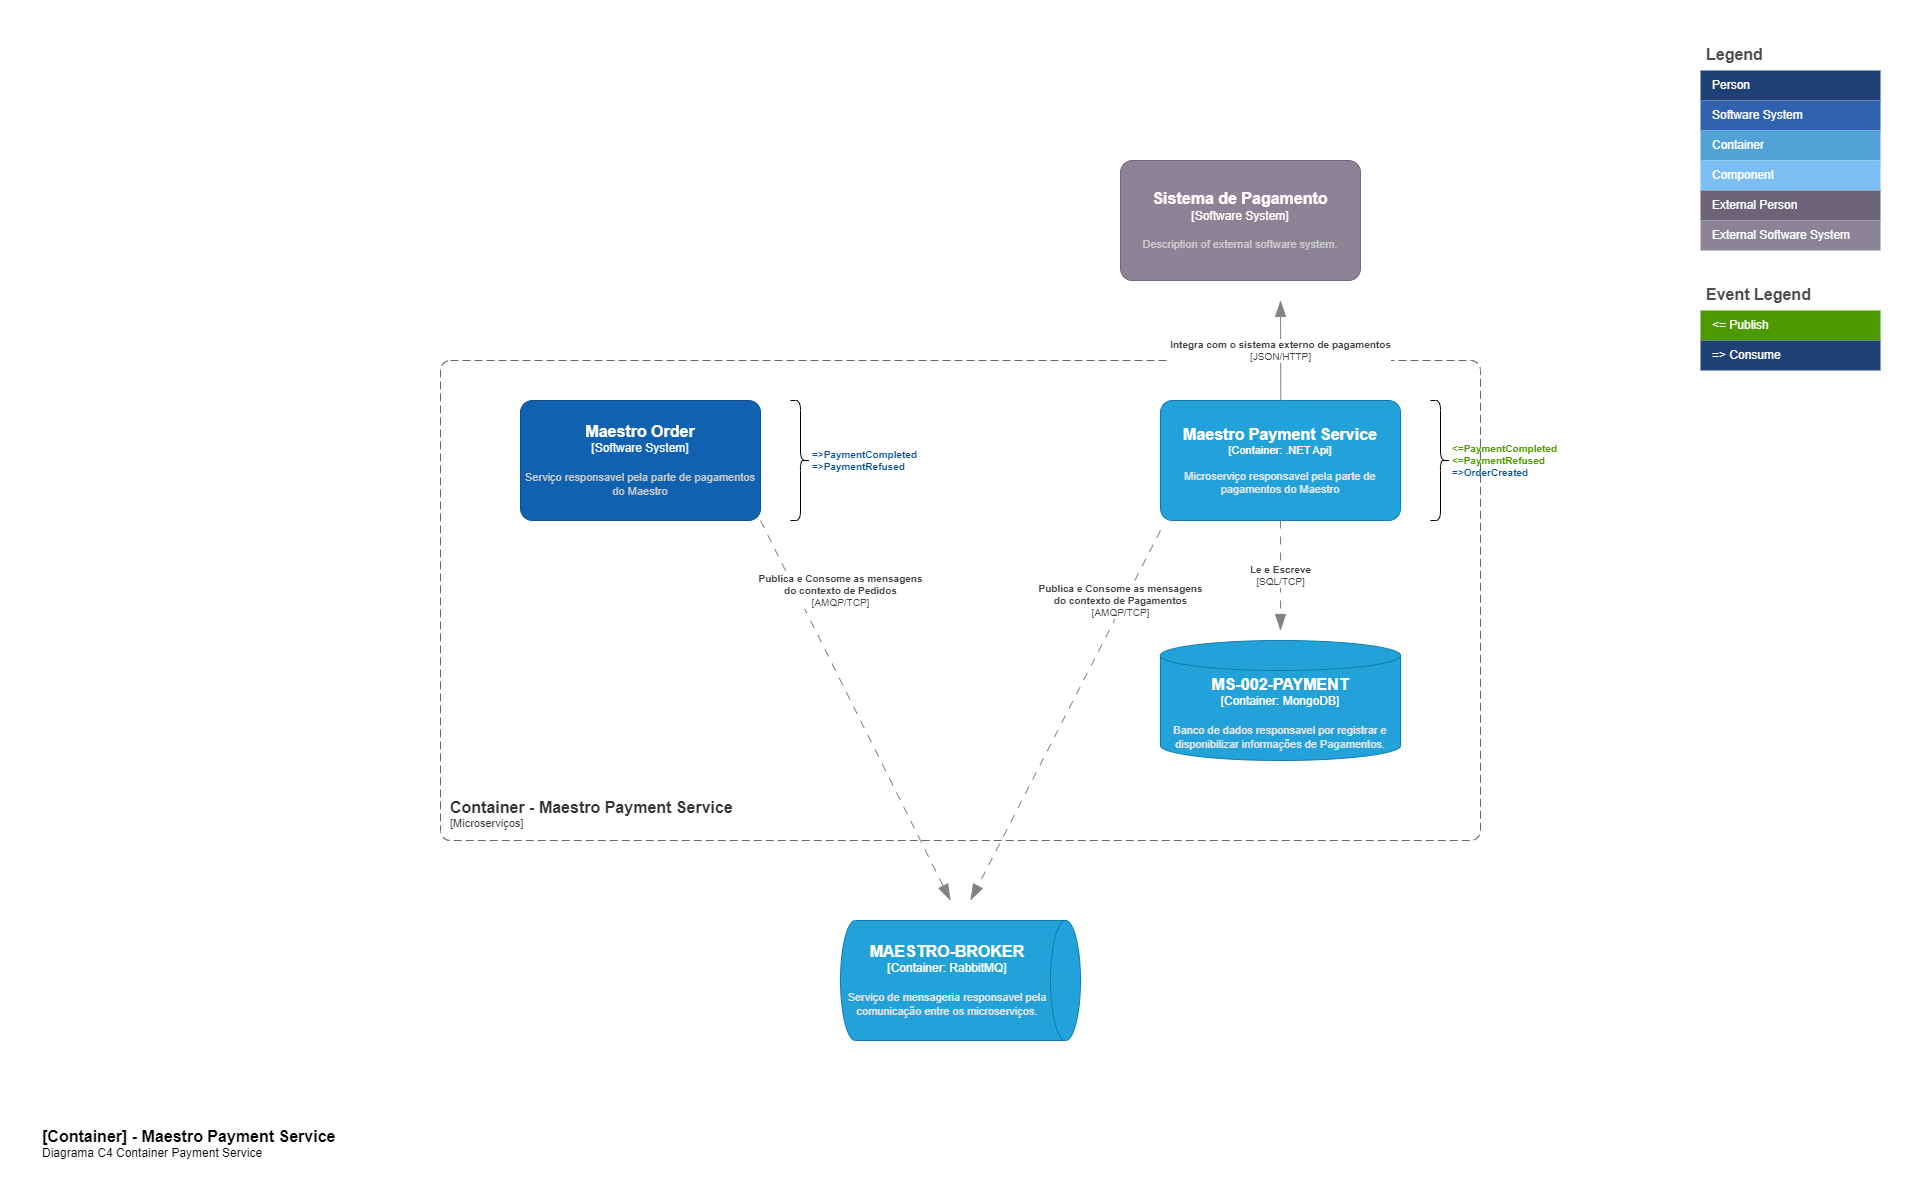 Legend
Person
Software System
Container
Component
External Person
External Software System
Event Legend
<= Publish
=> Consume
Sistema de Pagamento
[Software System]
Description of external software system.
Integra com o sistema externo de pagamentos
[JSON/HTTP]
Maestro Order
[Software System]
Serviço responsavel pela parte de pagamentos
do Maestro
=>PaymentCompleted
=>PaymentRefused
Maestro Payment Service
[Container: .NET Api]
Microserviço responsavel pela parte de
pagamentos do Maestro
<=PaymentCompleted
<=PaymentRefused
=>OrderCreated
Publica e Consome as mensagens
do contexto de Pedidos
[AMQP/TCP]
Publica e Consome as mensagens
do contexto de Pagamentos
[AMQP/TCP]
Le e Escreve
[SQL/TCP]
MS-002-PAYMENT
[Container: MongoDB]
Banco de dados responsavel por registrar e
disponibilizar informações de Pagamentos.
Container - Maestro Payment Service
[Microserviços]
MAESTRO-BROKER
[Container: RabbitMQ]
Serviço de mensageria responsavel pela
comunicação entre os microserviços.
[Container] - Maestro Payment Service
Diagrama C4 Container Payment Service